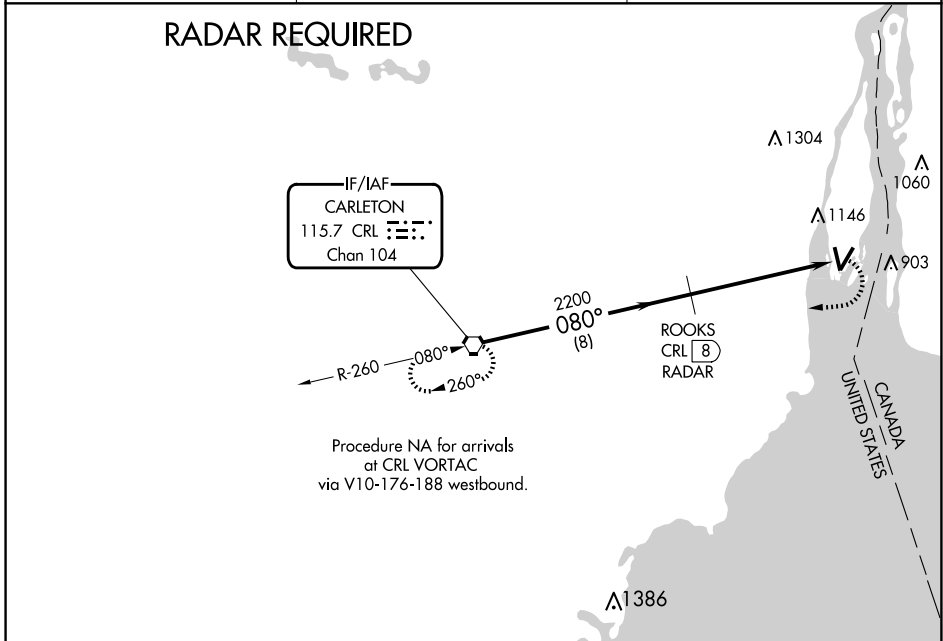 RADAR REQUIRED
1304
1060
IF/IAF
CARLETON
115.7 CRL
Chan 104
1146
903
2200
080°
(8)
ROOKS
CRL 8
RADAR
R-260
080°
260°
CANADA
UNITED STATES
Procedure NA for arrivals
at CRL VORTAC
via V10-176-188 westbound.
1386